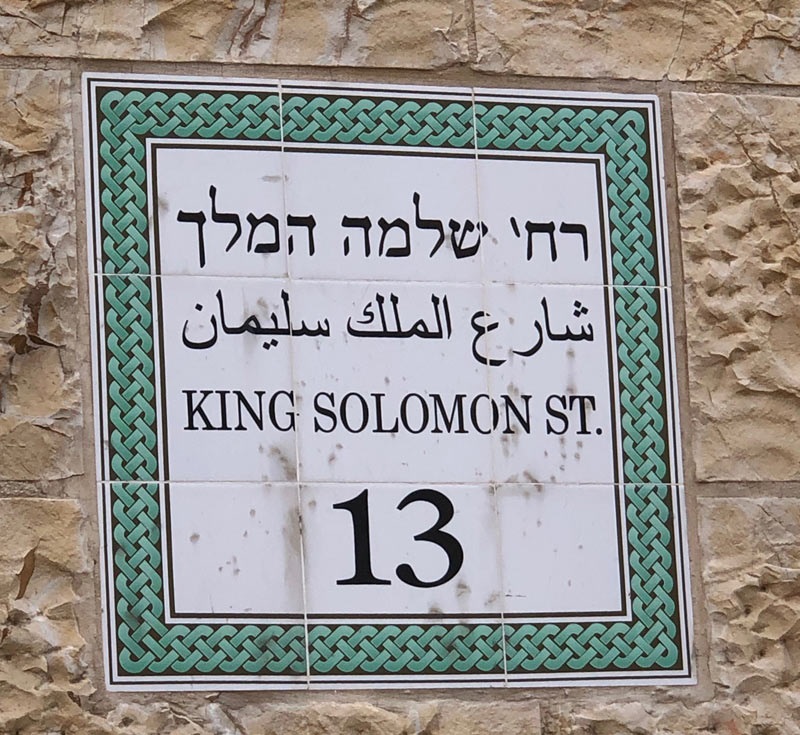 רח' שלמה המלך
شارع الملك سليمان
KING SOLOMON ST.
13